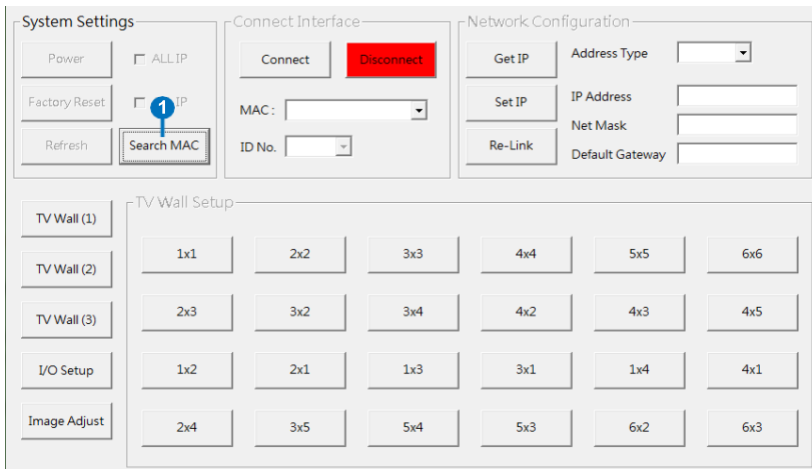 System Settings
Power
ALL IP
Factory Reset
IP
Refresh
Search MAC
1
Connect Interface
Connect
Disconnect
MAC :
ID No.
Network Configuration
Get IP
Address Type
Set IP
IP Address
Net Mask
Re-Link
Default Gateway
TV Wall (1)
TV Wall (2)
TV Wall (3)
I/O Setup
Image Adjust
TV Wall Setup
1x1 2x2 3x3 4x4 5x5 6x6
2x3 3x2 3x4 4x2 4x3 4x5
1x2 2x1 1x3 3x1 1x4 4x1
2x4 3x5 5x4 5x3 6x2 6x3